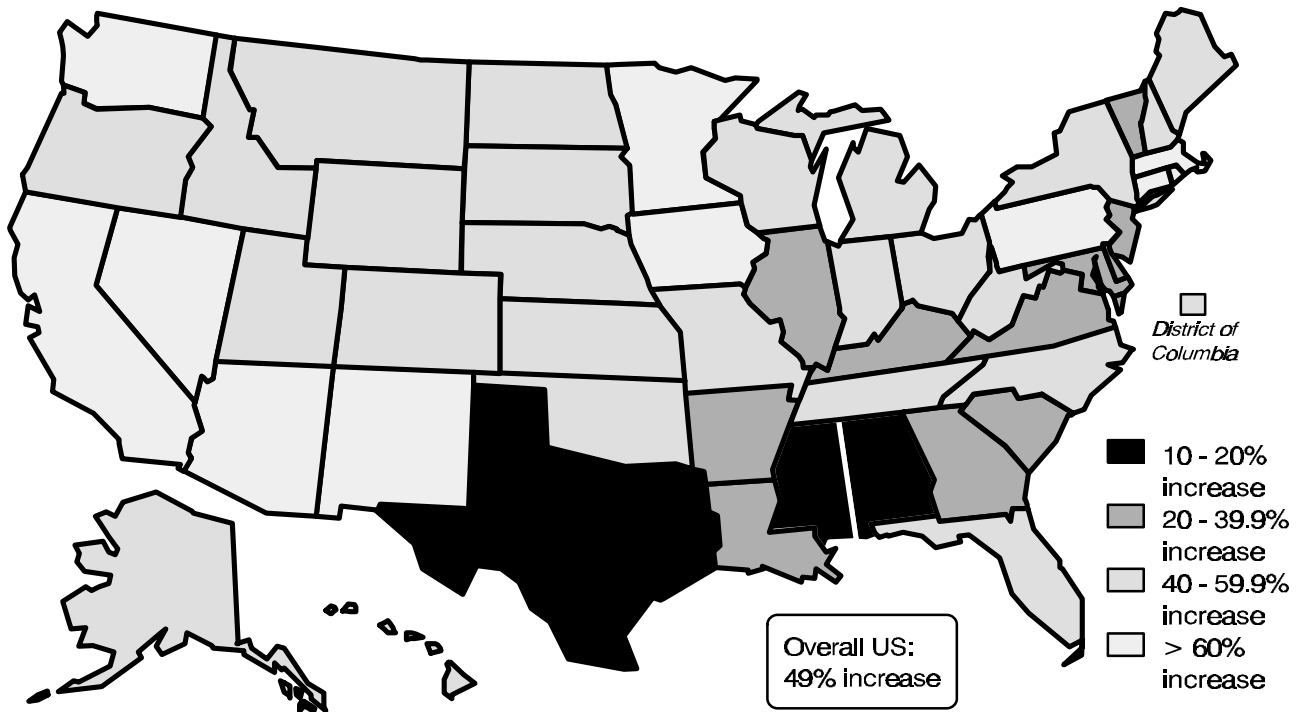 District of
Columbia
10 - 20%
increase
20 - 39.9%
increase
40 - 59.9%
increase
> 60%
increase
Overall US:
49% increase